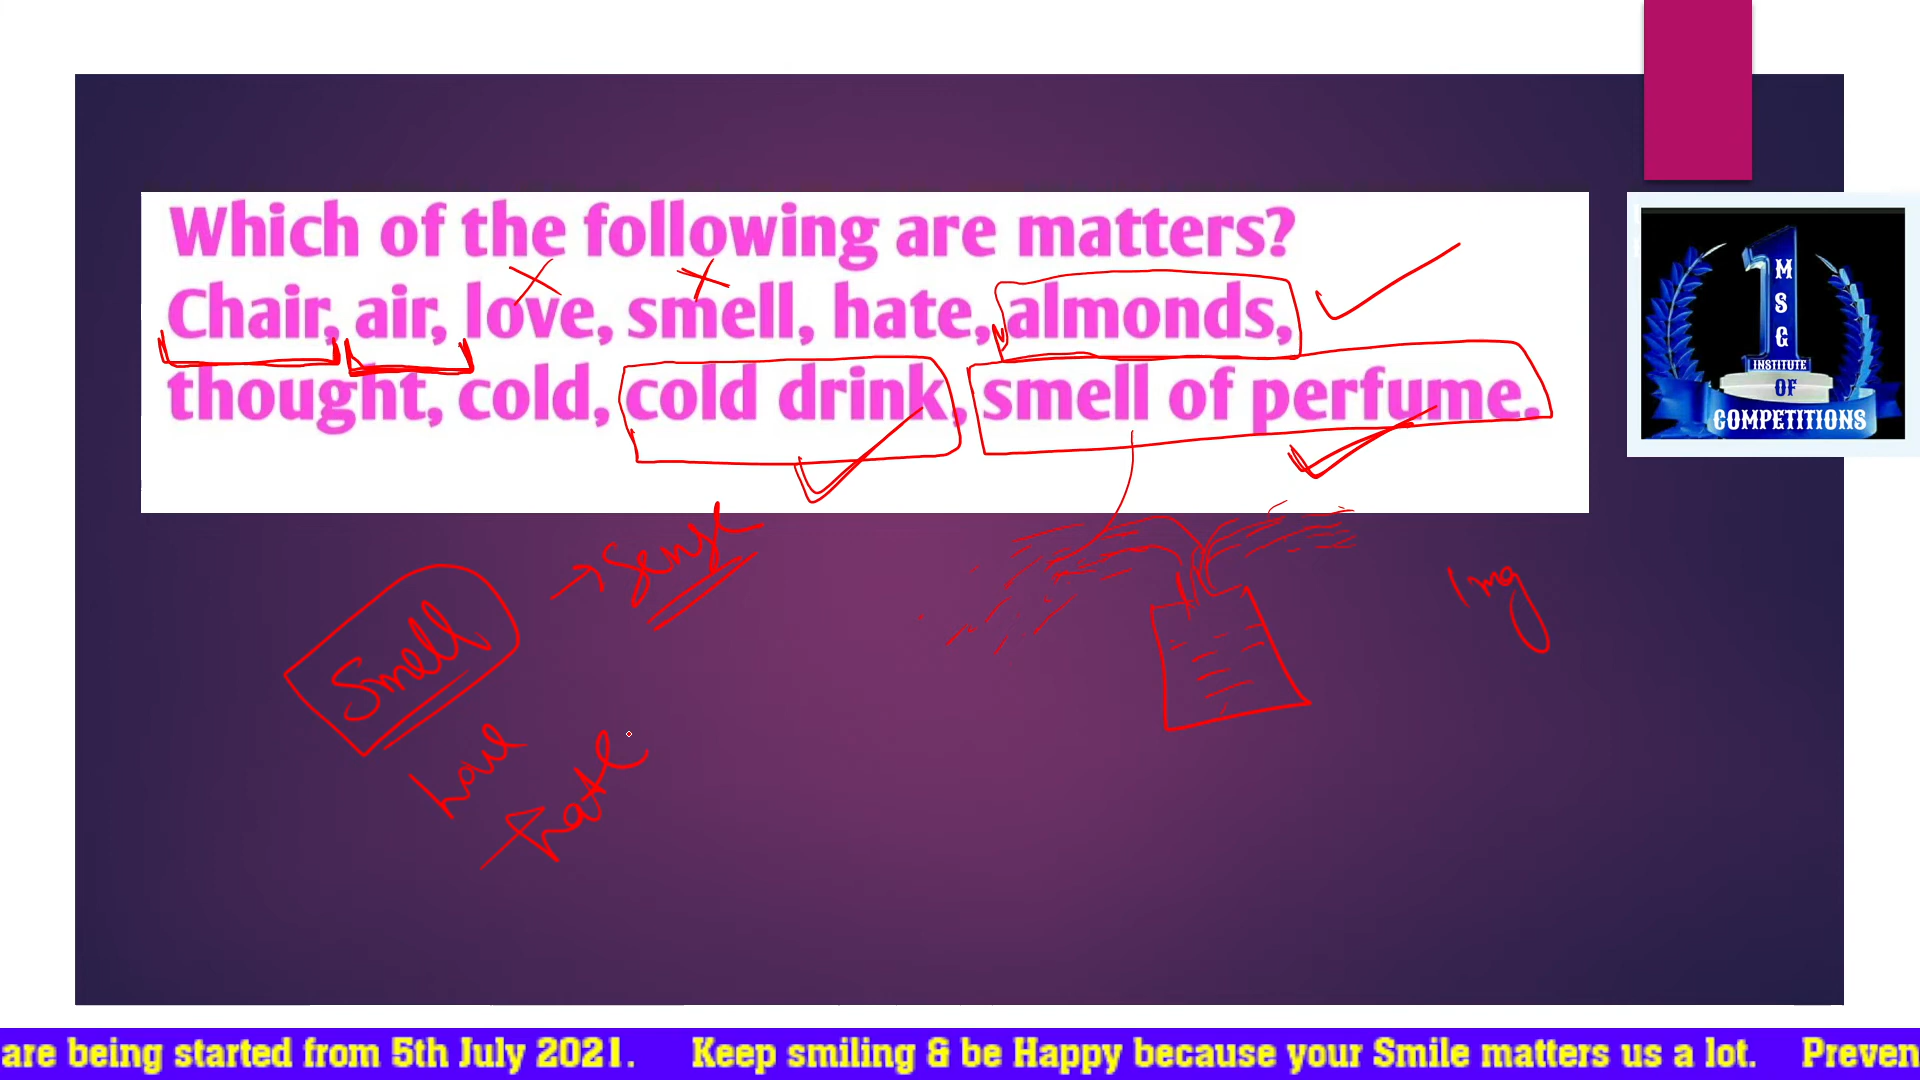 Which of the following are matters?
Chair, air, love, smell, hate, almonds,
thought, cold, cold drink, smell of perfume.
M
S
G
INSTITUTE
OF
COMPETITIONS
Sense
1 mg
Smell
love
hate
are being started from 5th July 2021. Keep smiling & be Happy because your Smile matters us a lot. Preven